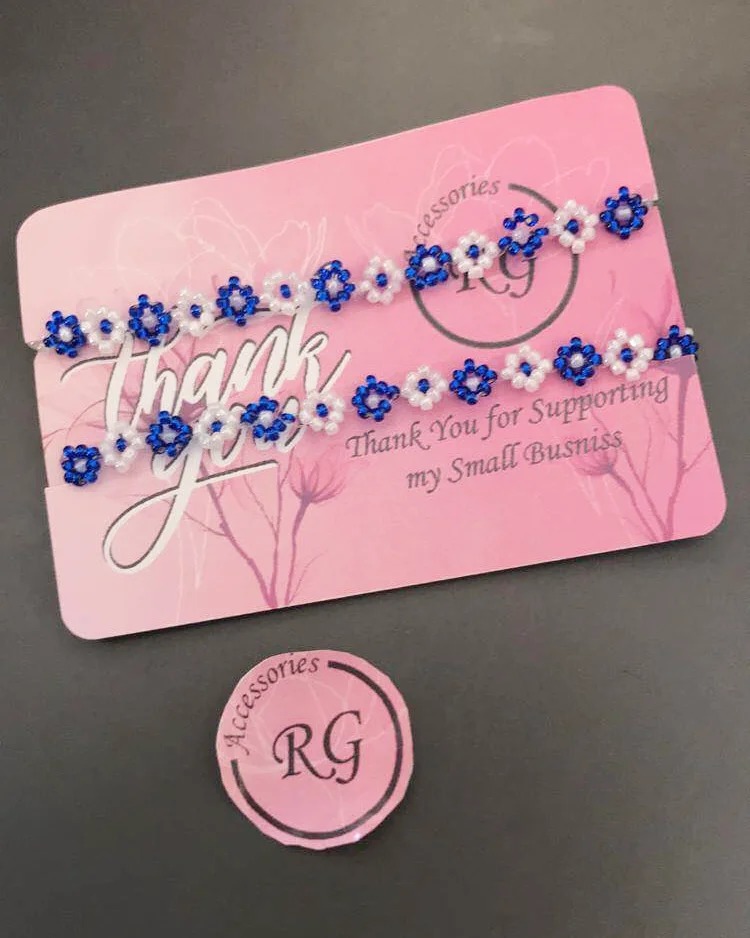 Accessories
RG
Thank
you
Thank You for Supporting
my Small Busniss
Accessories
RG